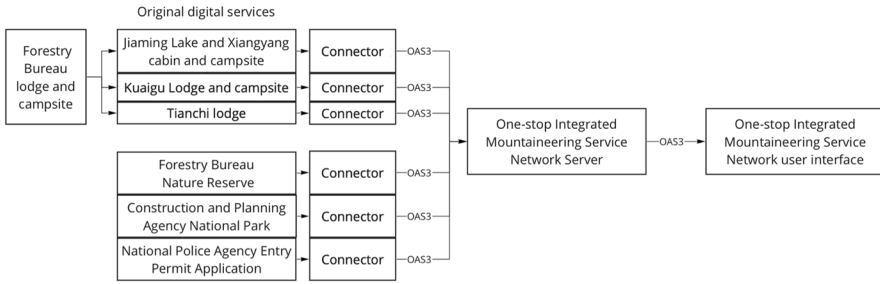 Original digital services
Forestry
Bureau
lodge and
campsite
Jiaming Lake and Xiangyang
cabin and campsite
Connector
OAS3
Kuaigu Lodge and campsite
Connector
OAS3
Tianchi lodge
Connector
OAS3
Forestry Bureau
Nature Reserve
Connector
OAS3
Construction and Planning
Agency National Park
Connector
OAS3
National Police Agency Entry
Permit Application
Connector
OAS3
One-stop Integrated
Mountaineering Service
Network Server
OAS3
One-stop Integrated
Mountaineering Service
Network user interface